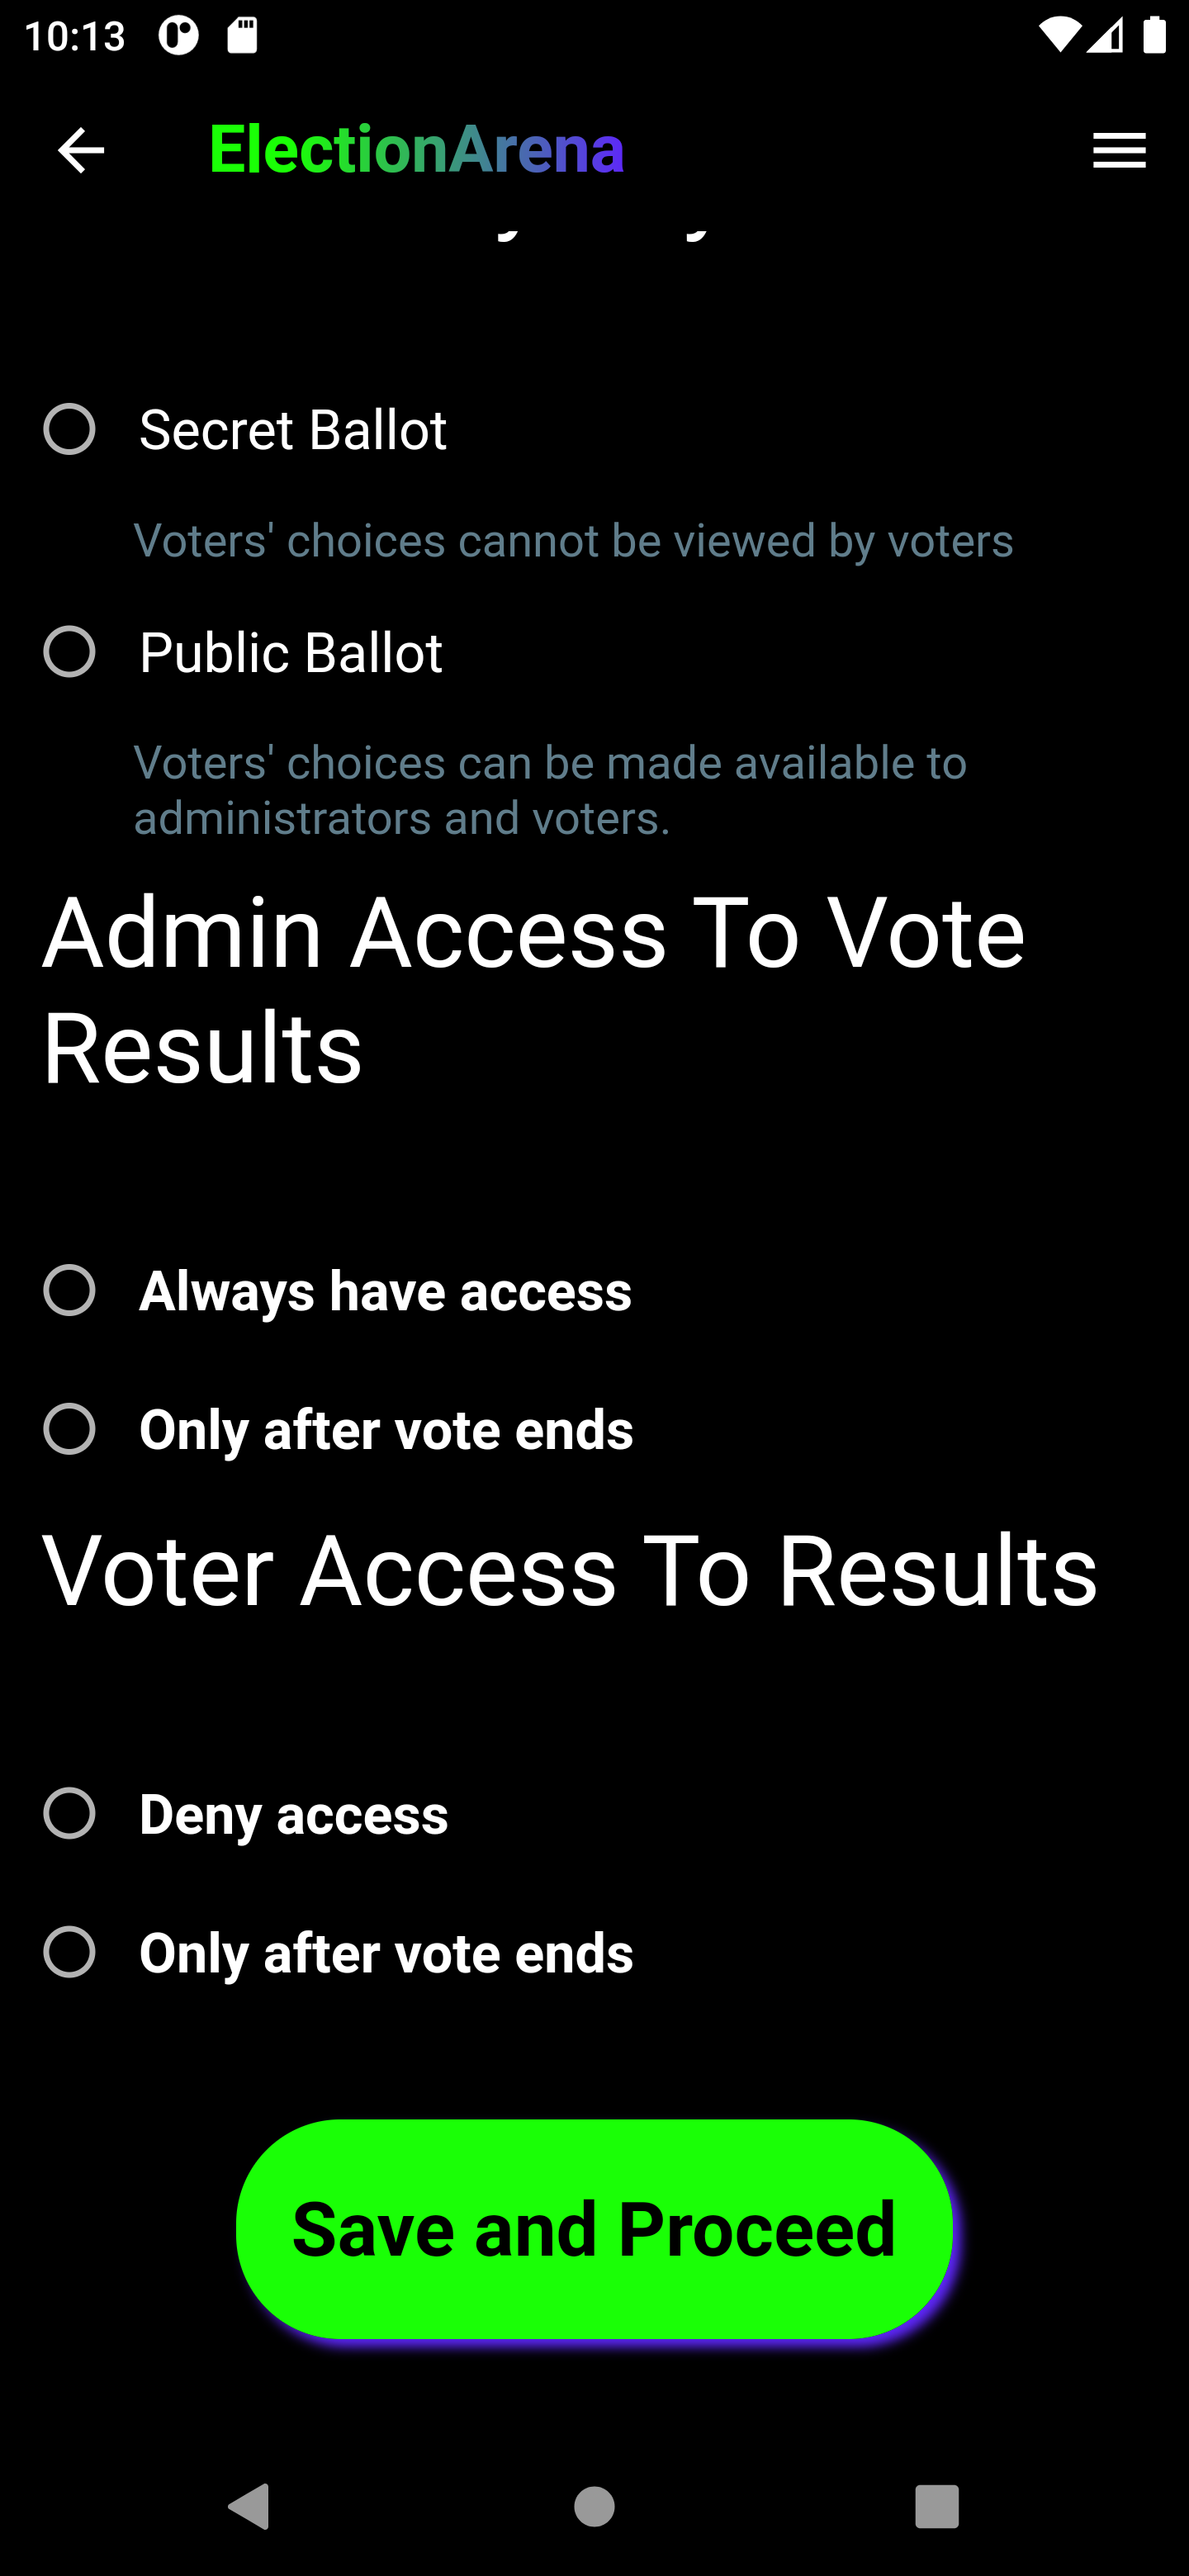 10:13
ElectionArena
Secret Ballot
Voters' choices cannot be viewed by voters
Public Ballot
Voters' choices can be made available to
administrators and voters.
Admin Access To Vote
Results
Always have access
Only after vote ends
Voter Access To Results
Deny access
Only after vote ends
Save and Proceed